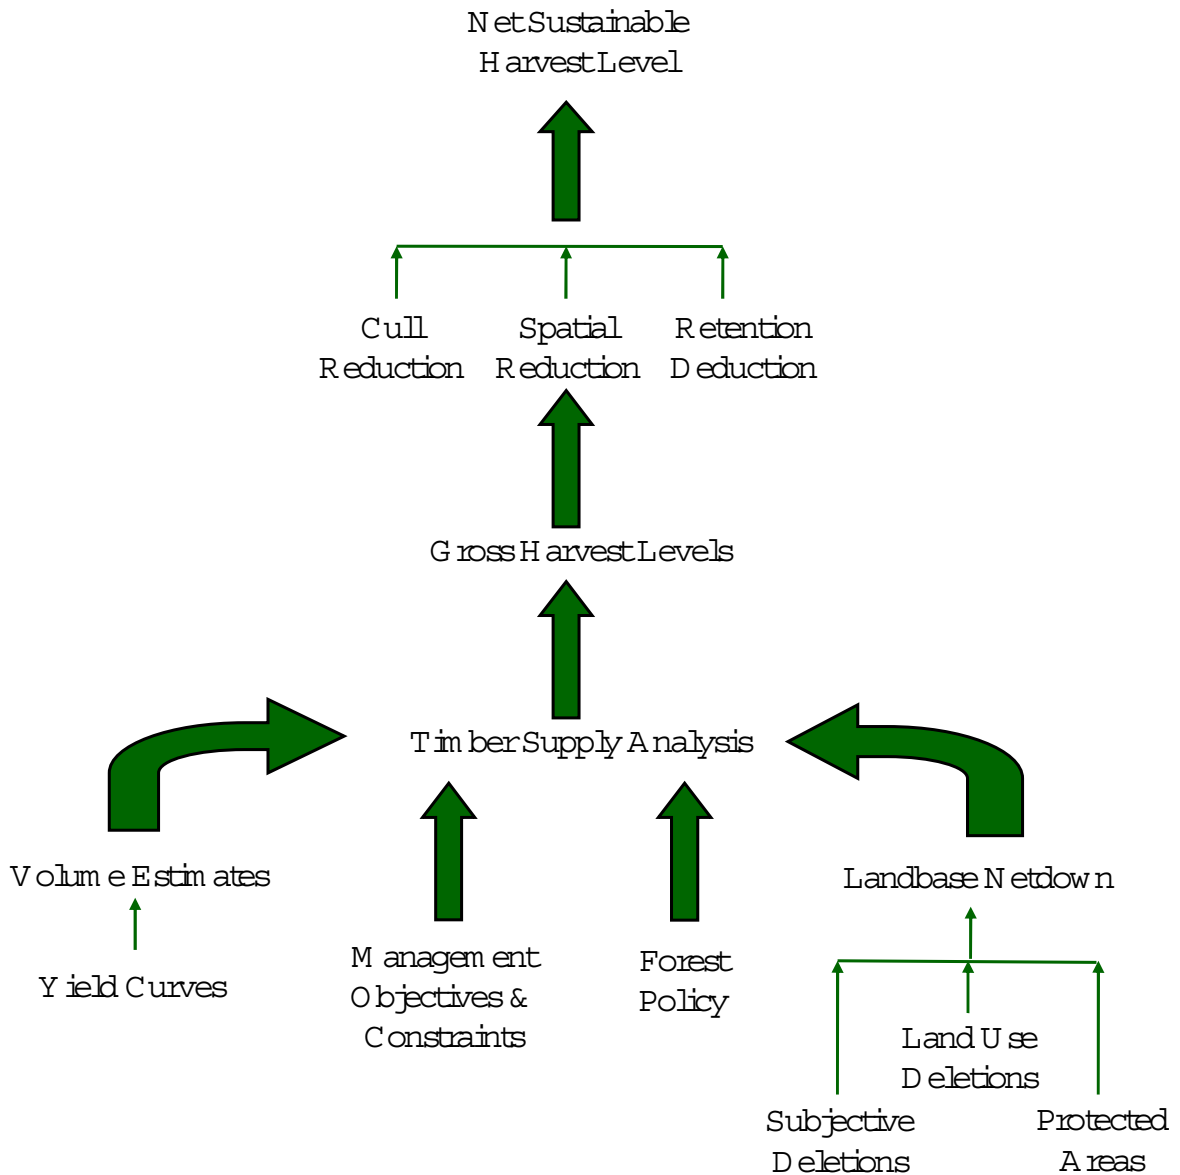 Net Sustainable
Harvest Level
Cull
Reduction
Spatial
Reduction
Retention
Deduction
Gross Harvest Levels
Timber Supply Analysis
Volume Estimates
Landbase Netdown
Yield Curves
Management
Objectives &
Constraints
Forest
Policy
Land Use
Deletions
Subjective
Deletions
Protected
Areas